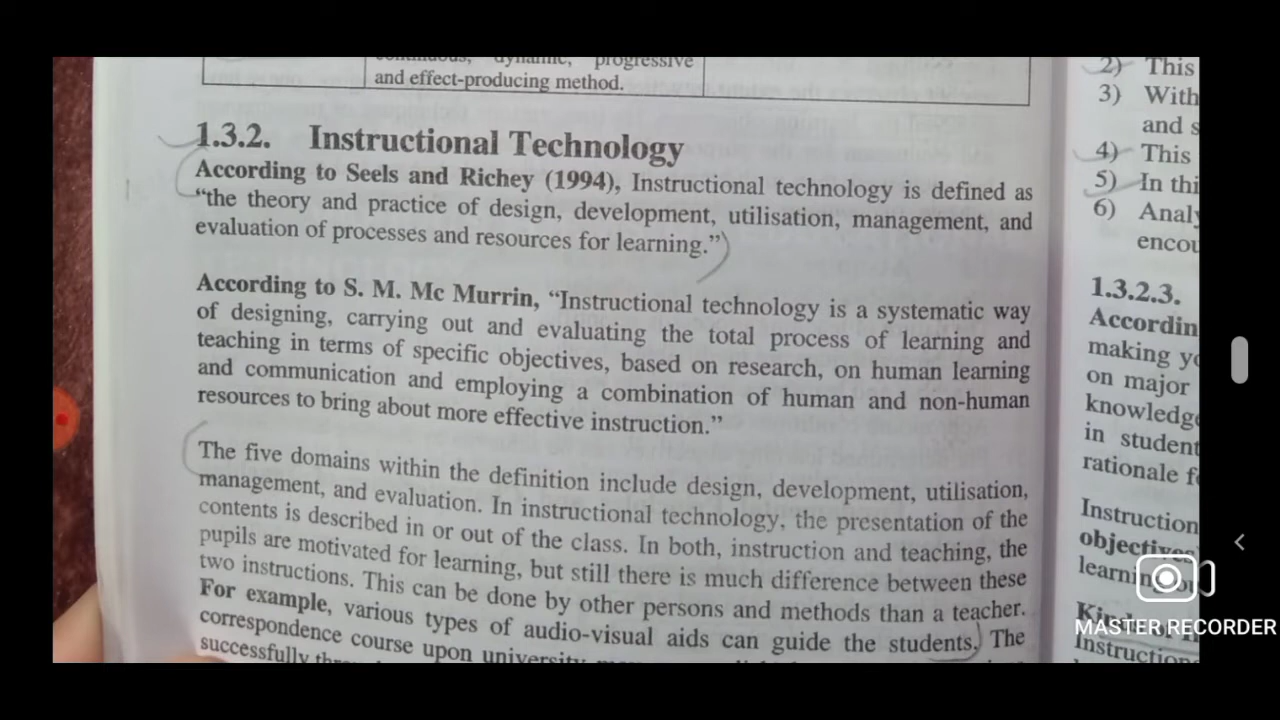 dynamic, progressive
and effect-producing method.
1.3.2. Instructional Technology
According to Seels and Richey (1994), Instructional technology is defined as
“the theory and practice of design, development, utilisation, management, and
evaluation of processes and resources for learning.”
According to S. M. Mc Murrin, “Instructional technology is a systematic way
of designing, carrying out and evaluating the total process of learning and
teaching in terms of specific objectives, based on research, on human learning
and communication and employing a combination of human and non-human
resources to bring about more effective instruction.”
The five domains within the definition include design, development, utilisation,
management, and evaluation. In instructional technology, the presentation of the
contents is described in or out of the class. In both, instruction and teaching, the
pupils are motivated for learning, but still there is much difference between these
two instructions. This can be done by other persons and methods than a teacher.
For example, various types of audio-visual aids can guide the students. The
correspondence course upon university
successfully
2) This
3) With
and s
4) This
5) In thi
6) Analy
encou
1.3.2.3.
Accordin
making yo
on major
knowledge
in student
rationale f
Instruction
objectives
learning
Instruction
MASTER RECORDER